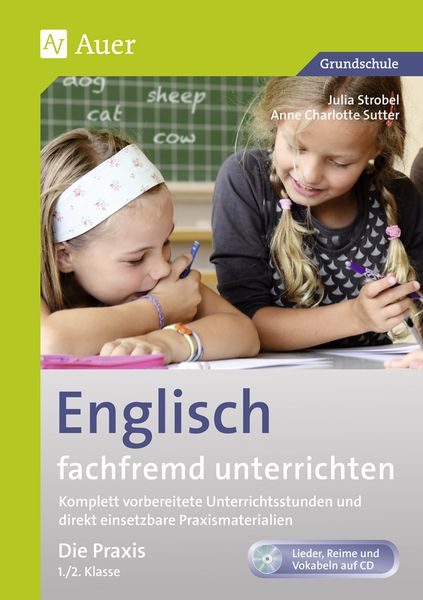 AV Auer
Grundschule
Julia Strobel
Anne Charlotte Sutter
dog
sheep
cat
cow
Englisch
fachfremd unterrichten
Komplett vorbereitete Unterrichtsstunden und
direkt einsetzbare Praxismaterialien
Die Praxis
1./2. Klasse
Lieder, Reime und
Vokabeln auf CD